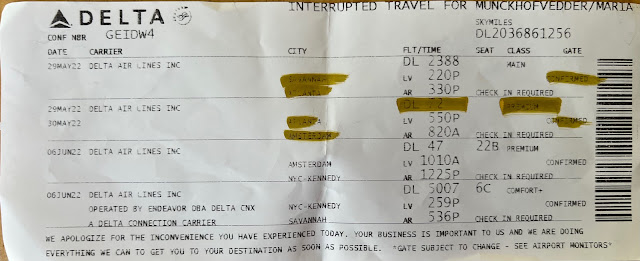 DELTA INTERRUPTED TRAVEL FOR MUNCKHOFVEDDER/MARIA
SKYMILES
CONF NBR GEIDW4 DL2036861256
DATE CARRIER CITY FLT/TIME SEAT CLASS GATE
29MAY22 DELTA AIR LINES INC DL 2388 MAIN
SAVANNAH LV 220P CONFIRMED
ATLANTA AR 330P CHECK IN REQUIRED
29MAY22 DELTA AIR LINES INC DL 72 PREMIUM
30MAY22 ATLANTA LV 550P CONFIRMED
AMSTERDAM AR 820A CHECK IN REQUIRED
06JUN22 DELTA AIR LINES INC DL 47 22B PREMIUM
AMSTERDAM LV 1010A CONFIRMED
NYC-KENNEDY AR 1225P CHECK IN REQUIRED
06JUN22 DELTA AIR LINES INC DL 5007 6C COMFORT+
OPERATED BY ENDEAVOR DBA DELTA CNX NYC-KENNEDY LV 259P CONFIRMED
A DELTA CONNECTION CARRIER SAVANNAH AR 536P CHECK IN REQUIRED
WE APOLOGIZE FOR THE INCONVENIENCE YOU HAVE EXPERIENCED TODAY. YOUR BUSINESS IS IMPORTANT TO US AND WE ARE DOING
EVERYTHING WE CAN TO GET YOU TO YOUR DESTINATION AS SOON AS POSSIBLE. *GATE SUBJECT TO CHANGE - SEE AIRPORT MONITORS*